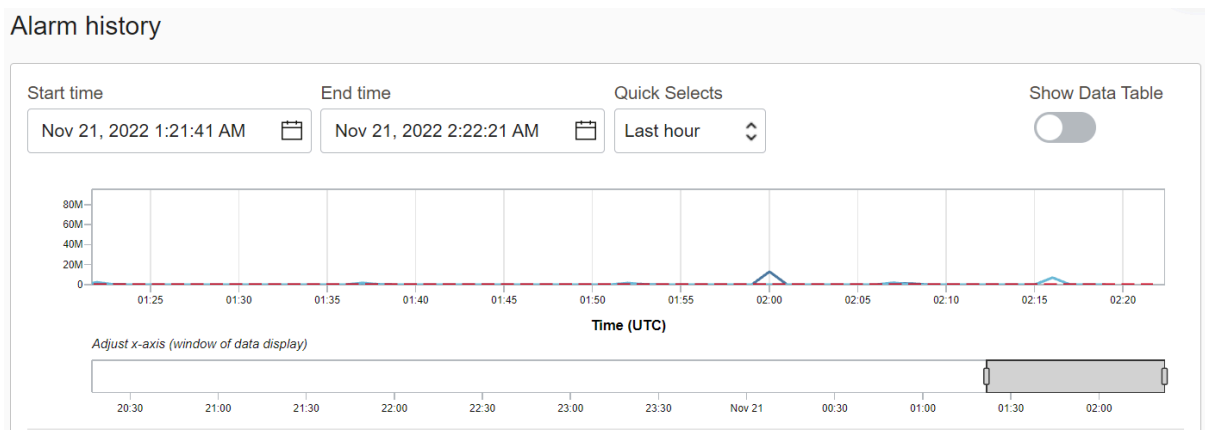 Alarm history
Start time End time Quick Selects Show Data Table
Nov 21, 2022 1:21:41 AM Nov 21, 2022 2:22:21 AM Last hour
80M
60M
40M
20M
0
01:25 01:30 01:35 01:40 01:45 01:50 01:55 02:00 02:05 02:10 02:15 02:20
Time (UTC)
Adjust x-axis (window of data display)
20:30 21:00 21:30 22:00 22:30 23:00 23:30 Nov 21 00:30 01:00 01:30 02:00